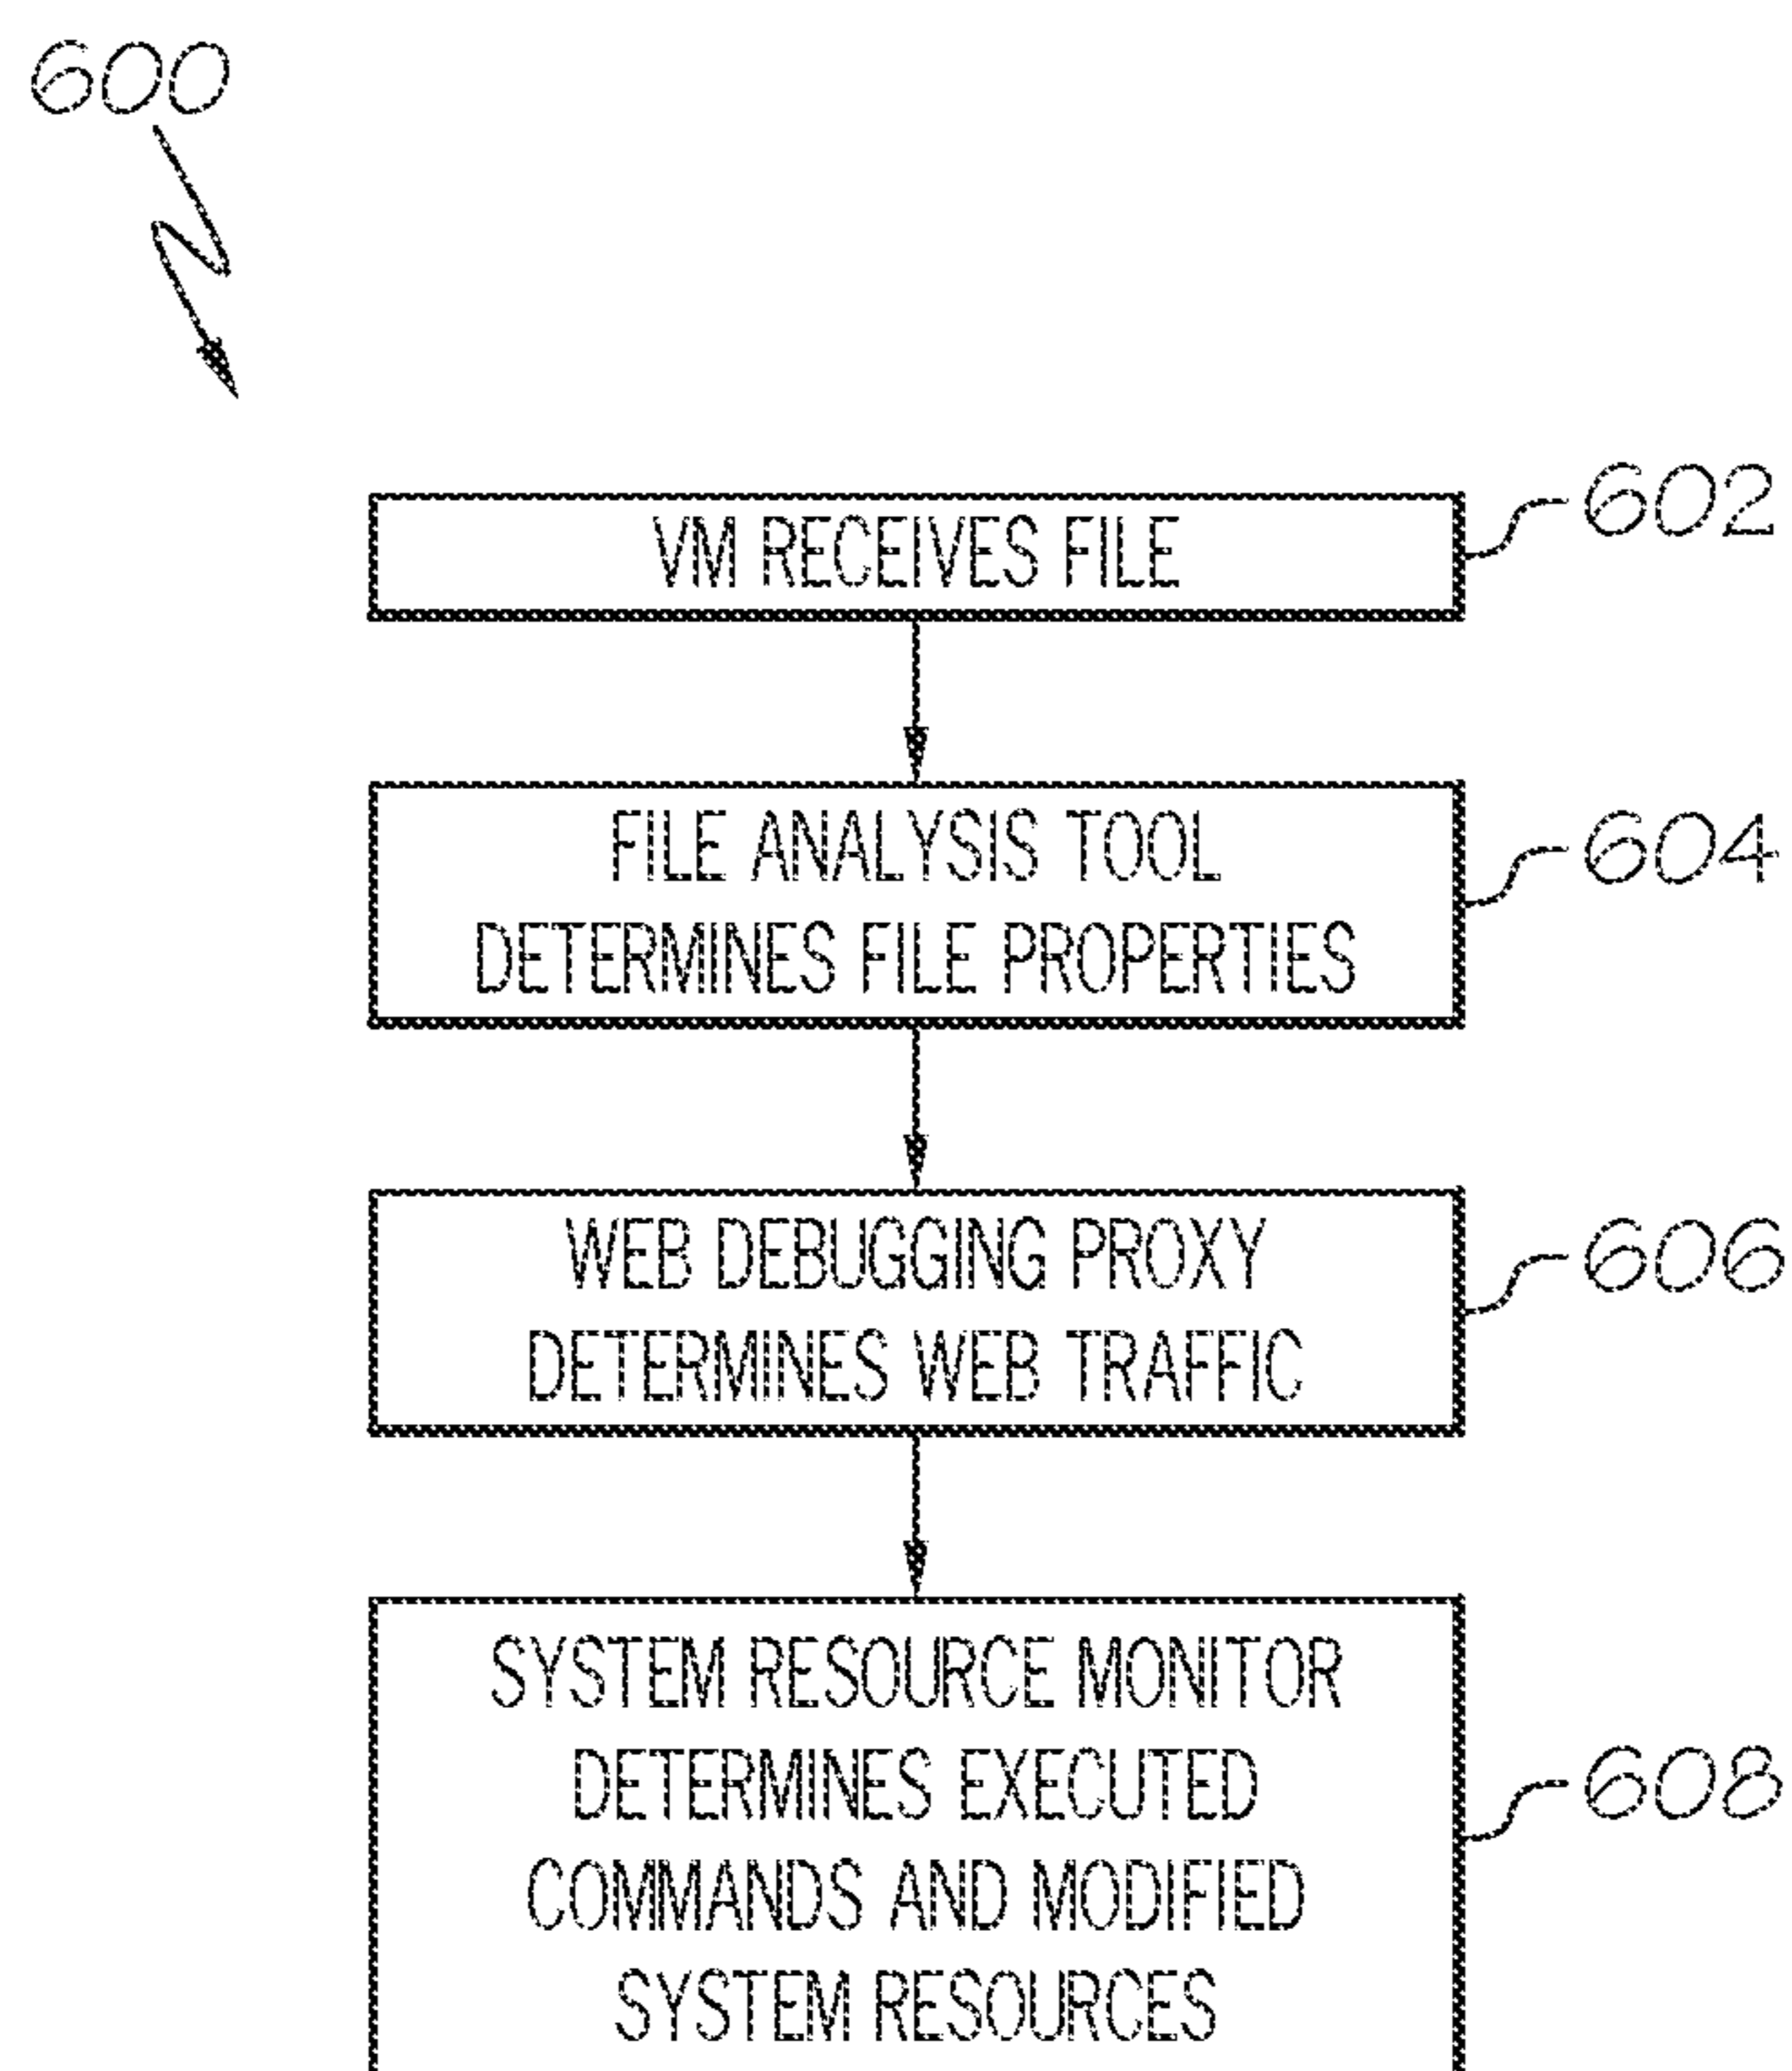 600
VM RECEIVES FILE
602
FILE ANALYSIS TOOL
DETERMINES FILE PROPERTIES
604
WEB DEBUGGING PROXY
DETERMINES WEB TRAFFIC
606
SYSTEM RESOURCE MONITOR
DETERMINES EXECUTED
COMMANDS AND MODIFIED
SYSTEM RESOURCES
608